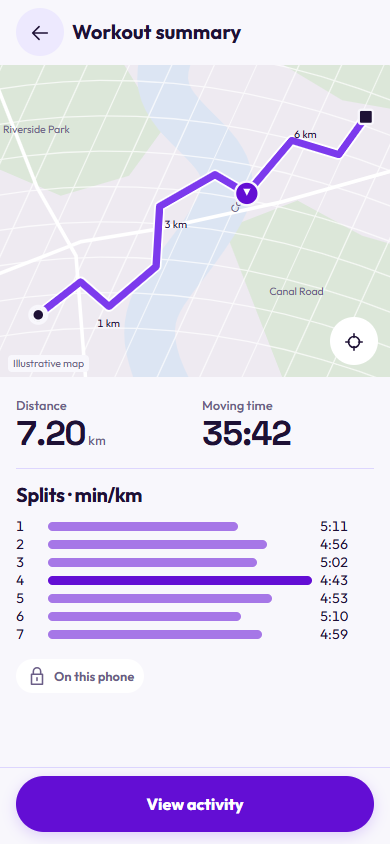 Workout summary
Riverside Park
6 km
3 km
Canal Road
1 km
Illustrative map
Distance
Moving time
7.20 km
35:42
Splits · min/km
1 5:11
2 4:56
3 5:02
4 4:43
5 4:53
6 5:10
7 4:59
On this phone
View activity